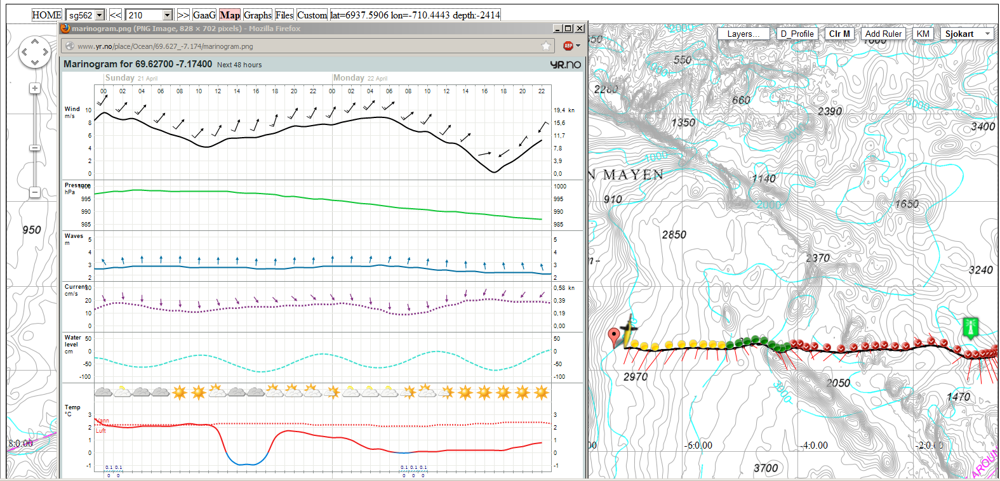 HOME sg562 << 210 >> GaaG Map Graphs Files Custom lat=6937.5906 lon=-710.4443 depth:-2414
marinogram.png (PNG Image, 828 × 702 pixels) - Mozilla Firefox
www.yr.no/place/Ocean/69.627_-7.174/marinogram.png
ABP
Layers... D_Profile Clr M Add Ruler KM Sjokart
Marinogram for 69.62700 -7.17400 Next 48 hours
YR.no
Sunday 21 April Monday 22 April
00 02 04 06 08 10 12 14 16 18 20 22 00 02 04 06 08 10 12 14 16 18 20 22
Wind
m/s
10 19,4 kn
8 15,6
6 11,7
4 7,8
2 3,9
0 0,0
Pressure
hPa
1000 1000
995 995
990 990
985 985
Waves
m
5 5
4 4
3 3
2 2
Current
cm/s
30 0,58 kn
20 0,39
10 0,19
0 0,00
Water
level
cm
50 50
0 0
-50 -50
-100 -100
Temp
°C
3 3
Vann
2 2
Luft
1 1
0 0
-1 -1
0.1 0.1 0.1 0.1 0.1
0 0 0 0
950
8:0.00
2000
550
1000
2280
660
1350
2390
3000
3400
1000
N MAYEN
1140
910
2000
1650
2850
2370
3240
2970
2050
3000
1470
-6:0.00 -4:0.00 -2:0.00
3700
AROUN